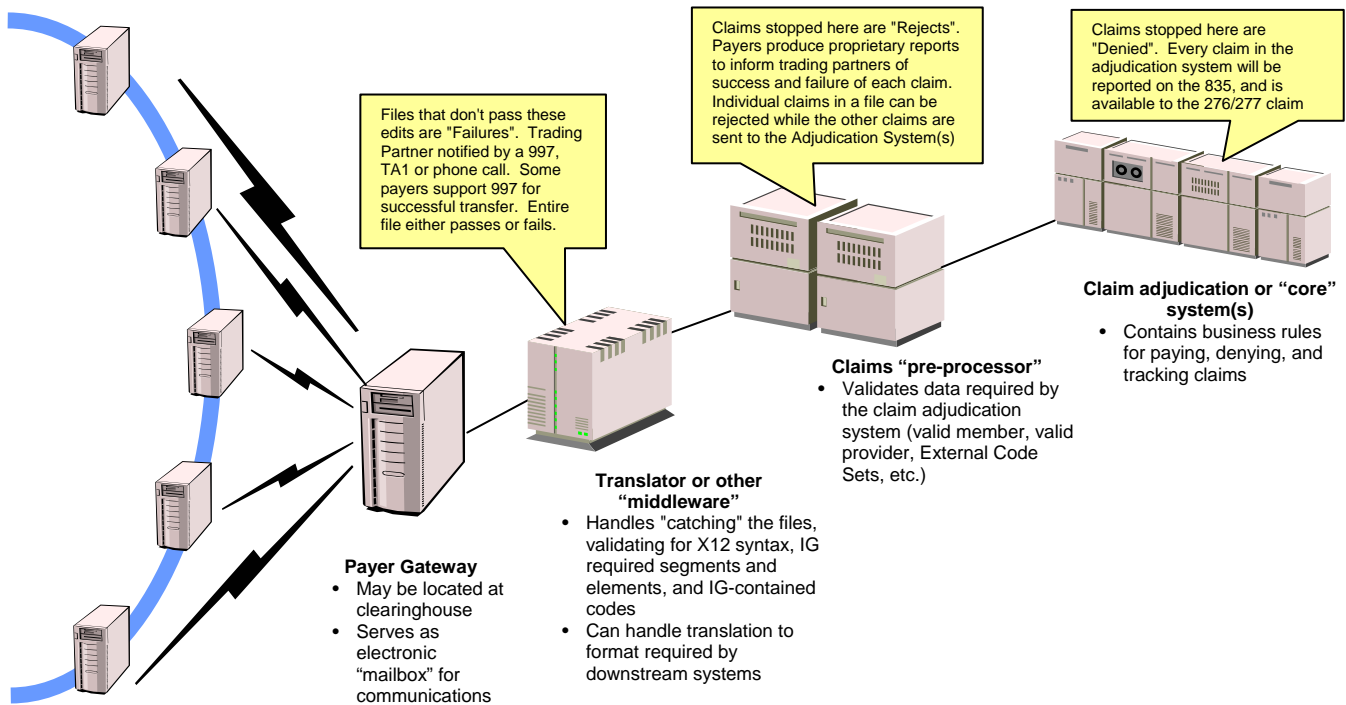 Claims stopped here are "Rejects".
Payers produce proprietary reports
to inform trading partners of
success and failure of each claim.
Individual claims in a file can be
rejected while the other claims are
sent to the Adjudication System(s)
Claims stopped here are
"Denied".  Every claim in the
adjudication system will be
reported on the 835, and is
available to the 276/277 claim
Files that don't pass these
edits are "Failures".  Trading
Partner notified by a 997,
TA1 or phone call.  Some
payers support 997 for
successful transfer.  Entire
file either passes or fails.
Claim adjudication or “core”
system(s)
• Contains business rules
for paying, denying, and
tracking claims
Claims “pre-processor”
• Validates data required by
the claim adjudication
system (valid member, valid
provider, External Code
Sets, etc.)
Translator or other
“middleware”
• Handles "catching" the files,
validating for X12 syntax, IG
required segments and
elements, and IG-contained
codes
• Can handle translation to
format required by
downstream systems
Payer Gateway
• May be located at
clearinghouse
• Serves as
electronic
“mailbox” for
communications